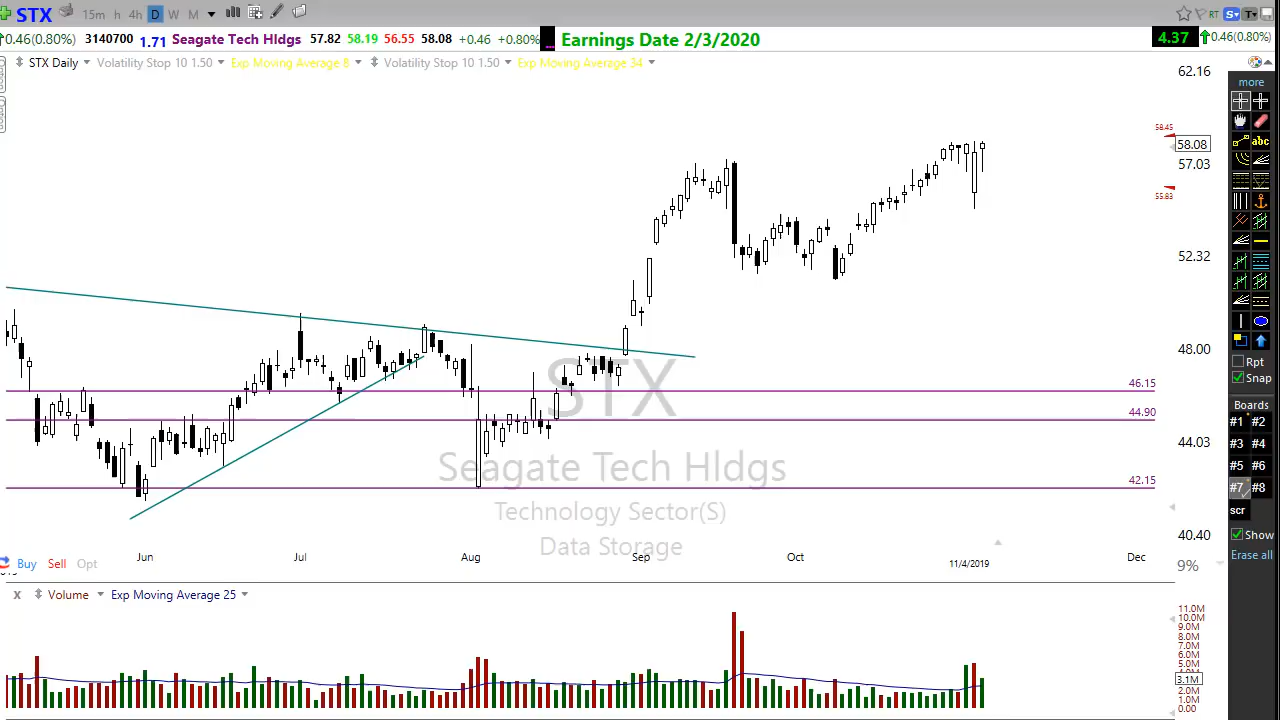 STX 15m h 4h D W M RT S T
0.46(0.80%) 3140700 1.71 Seagate Tech Hldgs 57.82 58.19 56.55 58.08 +0.46 +0.80% Earnings Date 2/3/2020 4.37 0.46(0.80%)
STX Daily Volatility Stop 10 1.50 Exp Moving Average 8 Volatility Stop 10 1.50 Exp Moving Average 34
62.16
more
abc
58.45
58.08
57.03
55.83
52.32
48.00
Rpt
Snap
46.15
44.90
44.03
42.15
40.40
STX
Seagate Tech Hldgs
Technology Sector(S)
Data Storage
Boards
#1 #2
#3 #4
#5 #6
#7 #8
scr
Show
Erase all
Jun Jul Aug Sep Oct 11/4/2019 Dec
Buy Sell Opt
9%
x Volume Exp Moving Average 25
11.0M
10.0M
9.0M
8.0M
7.0M
6.0M
5.0M
4.0M
3.1M
2.0M
1.0M
0.00